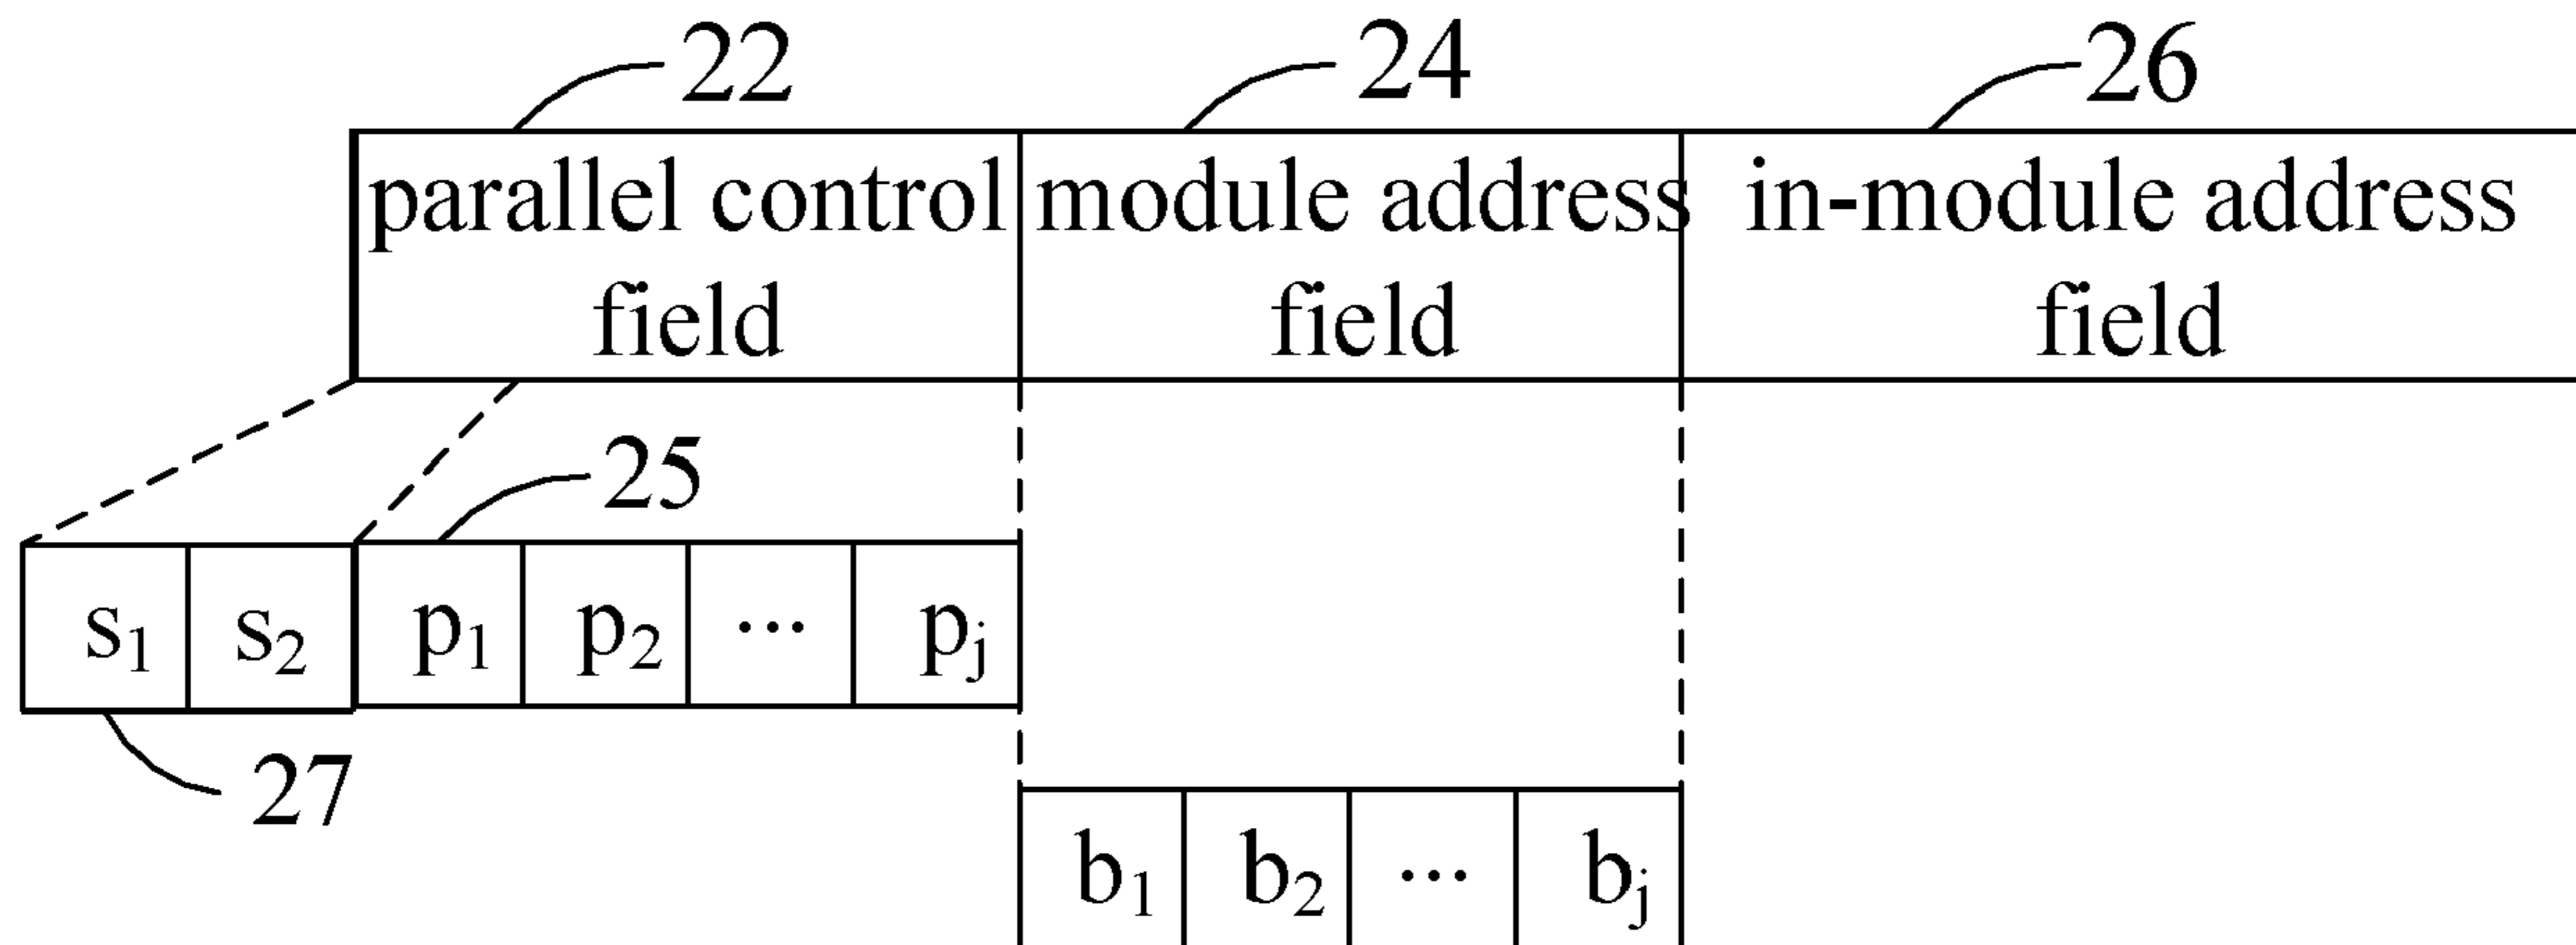 22 24 26
parallel control module address in-module address
field field field
25
s₁ s₂ p₁ p₂ ... pⱼ
27
b₁ b₂ ... bⱼ